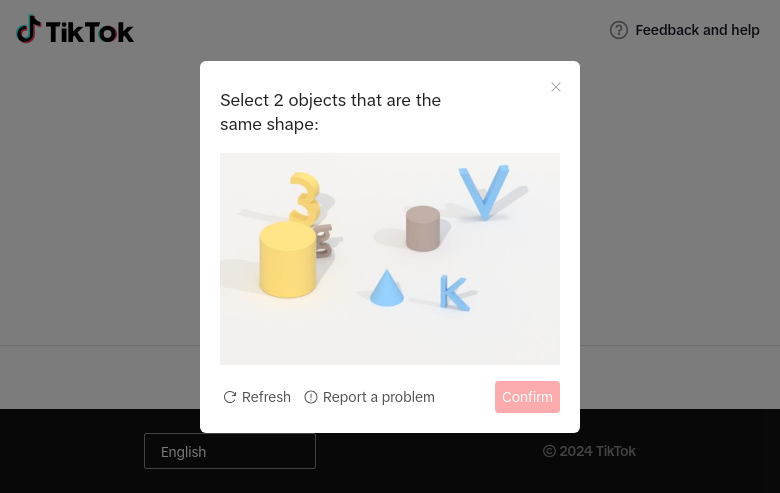 TikTok
Feedback and help
Select 2 objects that are the
same shape:
3
V
K
Refresh
Report a problem
Confirm
English
© 2024 TikTok